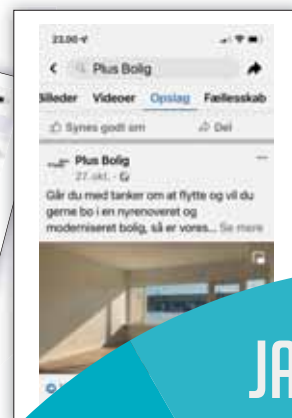 23.00
Plus Bolig
Billeder Videoer Opslag Fællesskab
Synes godt om Del
Plus Bolig
27. okt.
Går du med tanker om at flytte og vil du
gerne bo i en nyrenoveret og
moderniseret bolig, så er vores... Se mere
JA